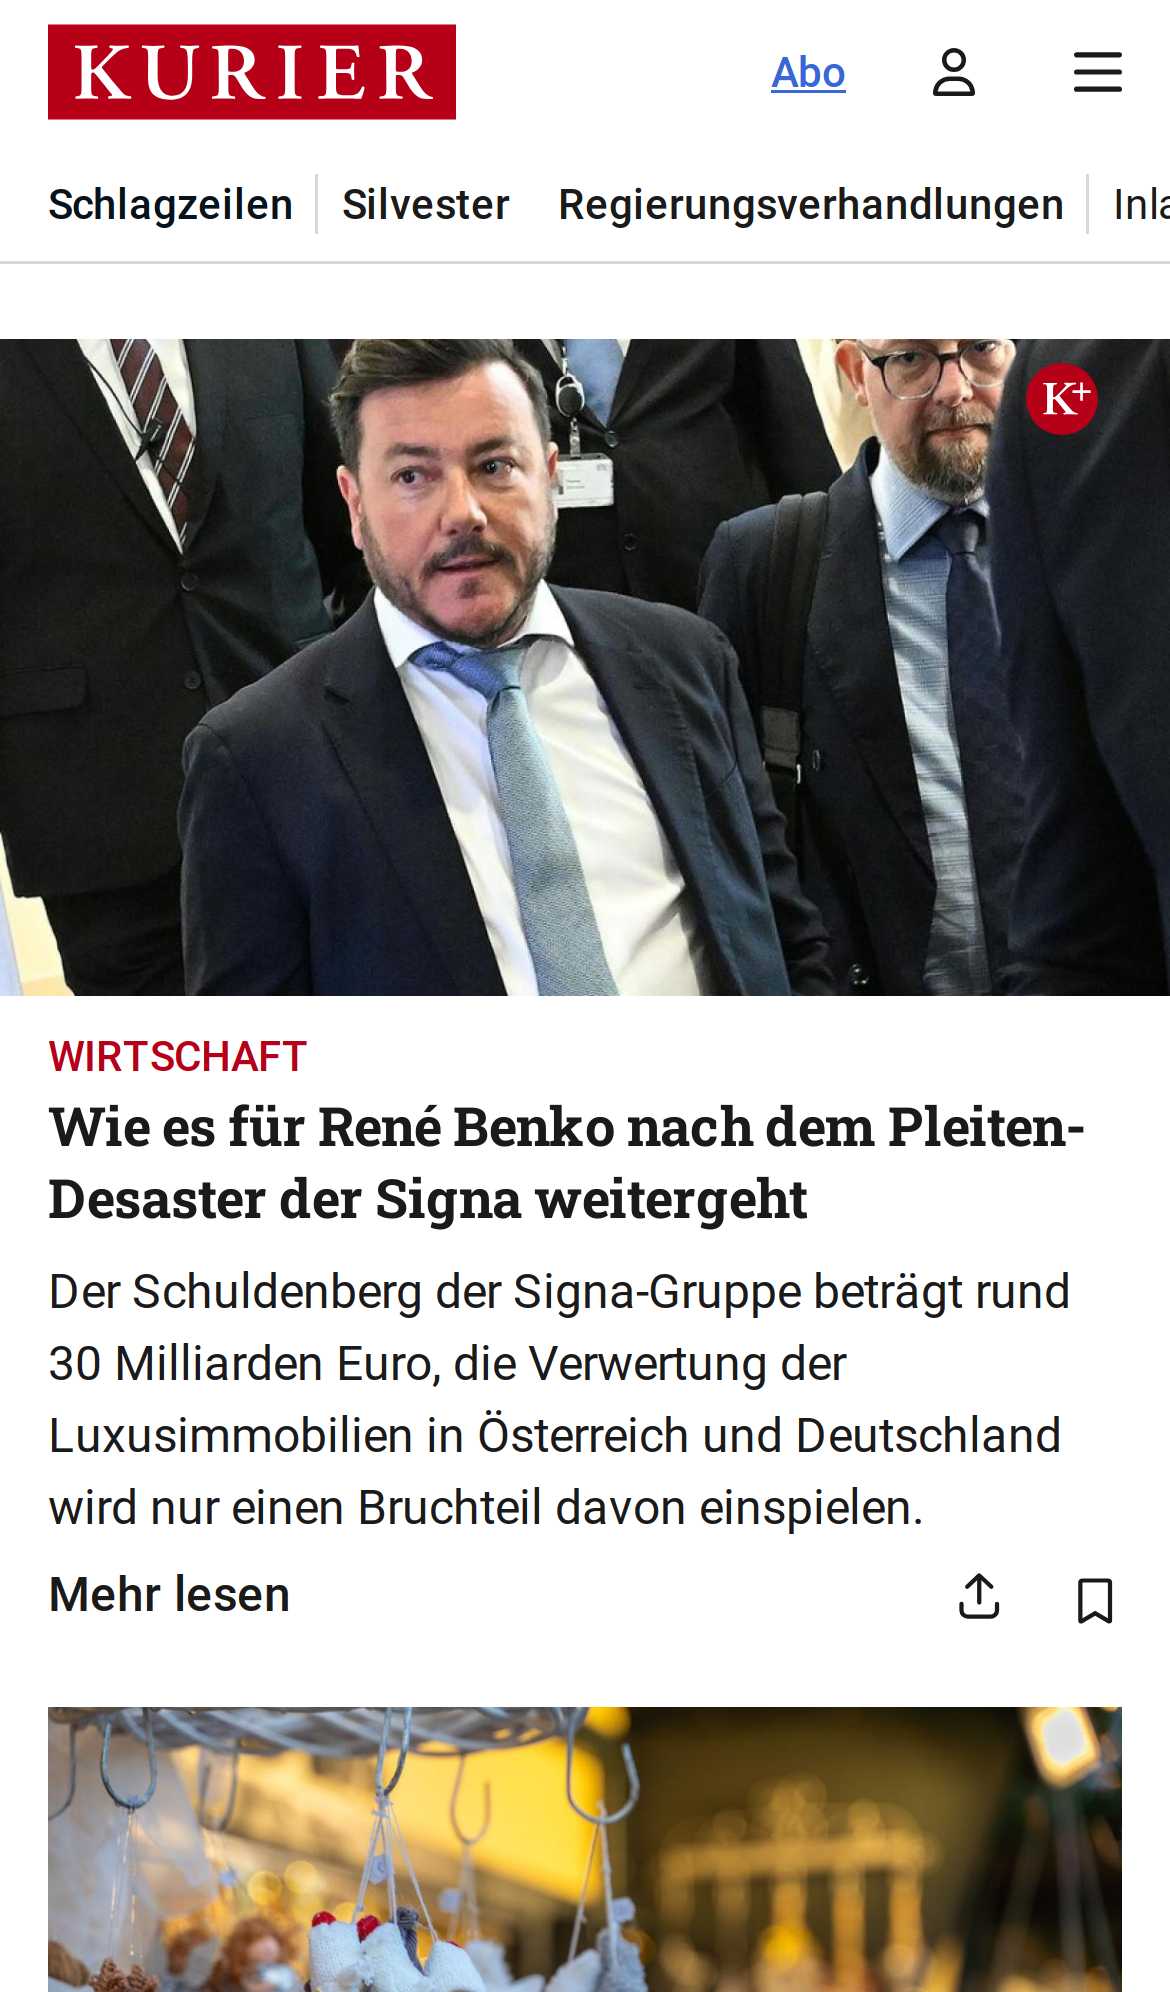 KURIER
Abo
Schlagzeilen
Silvester
Regierungsverhandlungen
K+
WIRTSCHAFT
Wie es für René Benko nach dem Pleiten-
Desaster der Signa weitergeht
Der Schuldenberg der Signa-Gruppe beträgt rund
30 Milliarden Euro, die Verwertung der
Luxusimmobilien in Österreich und Deutschland
wird nur einen Bruchteil davon einspielen.
Mehr lesen